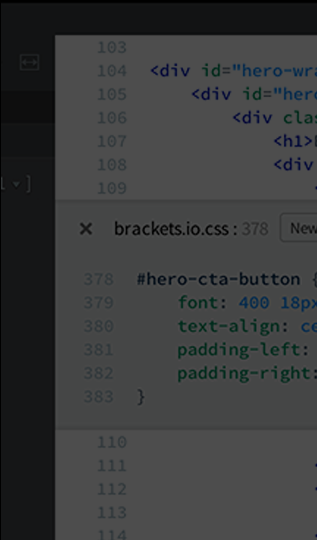 103
104 <div id="hero-wra
105 <div id="her
106 <div clas
107 <h1>
108 <div
109 <
l ▾ ]
× brackets.io.css : 378 New
378 #hero-cta-button {
379 font: 400 18px
380 text-align: ce
381 padding-left:
382 padding-right:
383 }
110
111 <
112 <
113
114 <